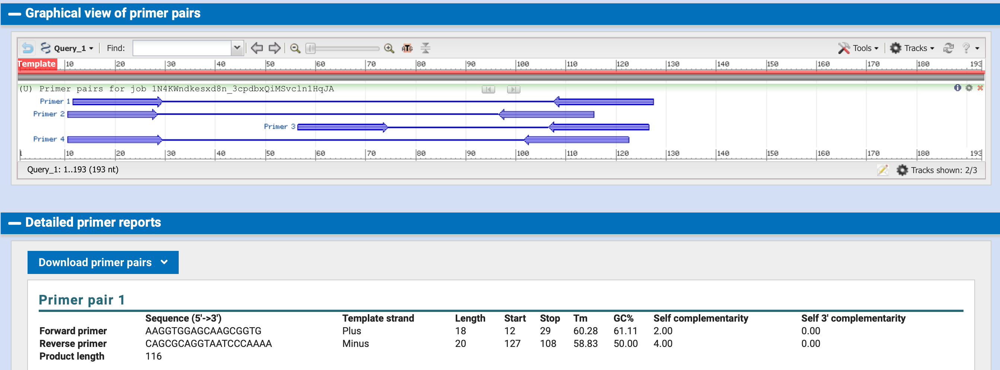 Graphical view of primer pairs
Query_1 Find: Tools Tracks ?
Template 10 20 30 40 50 60 70 80 90 100 110 120 130 140 150 160 170 180 193
(U) Primer pairs for job 1N4KWndkesxd8n_3cpdbxQiMSvcln1HqJA
Primer 1
Primer 2
Primer 3
Primer 4
1 10 20 30 40 50 60 70 80 90 100 110 120 130 140 150 160 170 180 193
Query_1: 1..193 (193 nt) Tracks shown: 2/3
Detailed primer reports
Download primer pairs
Primer pair 1
Sequence (5'->3') Template strand Length Start Stop Tm GC% Self complementarity Self 3' complementarity
Forward primer AAGGTGGAGCAAGCGGTG Plus 18 12 29 60.28 61.11 2.00 0.00
Reverse primer CAGCGCAGGTAATCCCAAAA Minus 20 127 108 58.83 50.00 4.00 0.00
Product length 116